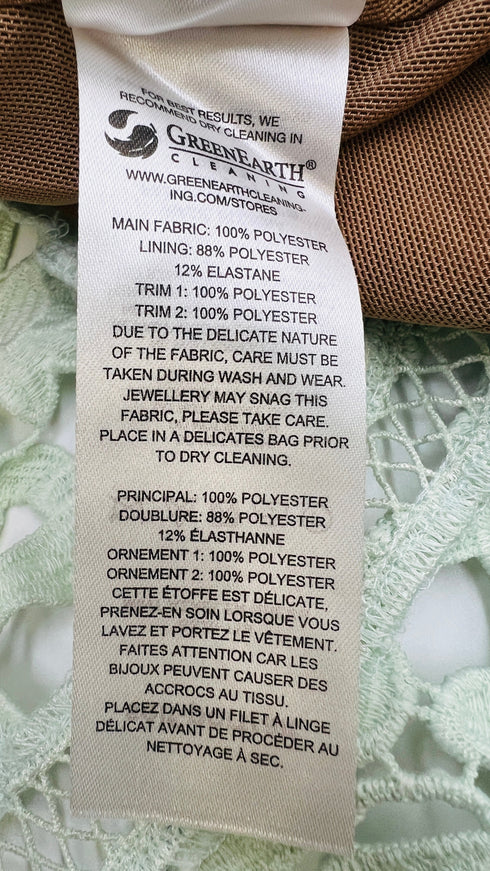 FOR BEST RESULTS, WE
RECOMMEND DRY CLEANING IN
GREENEARTH®
CLEANING
WWW.GREENEARTHCLEANING-
ING.COM/STORES
MAIN FABRIC: 100% POLYESTER
LINING: 88% POLYESTER
12% ELASTANE
TRIM 1: 100% POLYESTER
TRIM 2: 100% POLYESTER
DUE TO THE DELICATE NATURE
OF THE FABRIC, CARE MUST BE
TAKEN DURING WASH AND WEAR.
JEWELLERY MAY SNAG THIS
FABRIC, PLEASE TAKE CARE.
PLACE IN A DELICATES BAG PRIOR
TO DRY CLEANING.
PRINCIPAL: 100% POLYESTER
DOUBLURE: 88% POLYESTER
12% ÉLASTHANNE
ORNEMENT 1: 100% POLYESTER
ORNEMENT 2: 100% POLYESTER
CETTE ÉTOFFE EST DÉLICATE,
PRENEZ-EN SOIN LORSQUE VOUS
LAVEZ ET PORTEZ LE VÊTEMENT.
FAITES ATTENTION CAR LES
BIJOUX PEUVENT CAUSER DES
ACCROCS AU TISSU.
PLACEZ DANS UN FILET À LINGE
DÉLICAT AVANT DE PROCÉDER AU
NETTOYAGE À SEC.